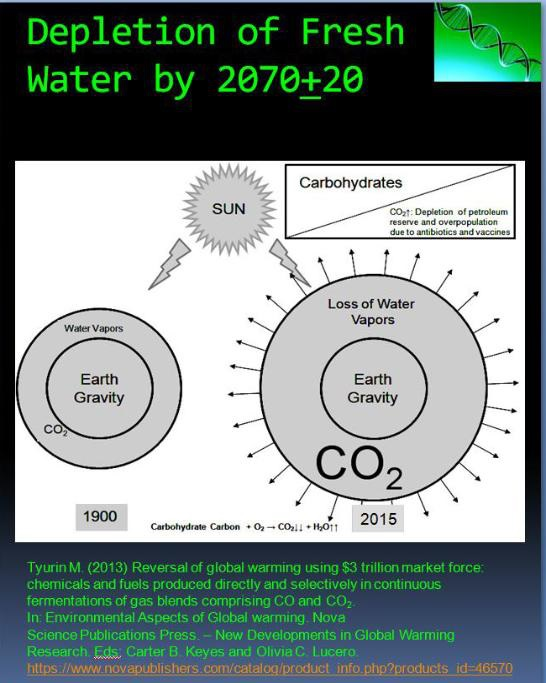 Depletion of Fresh
Water by 2070±20
SUN
Carbohydrates
CO₂↑: Depletion of petroleum
reserve and overpopulation
due to antibiotics and vaccines
Water Vapors
Earth
Gravity
CO₂
Loss of Water
Vapors
Earth
Gravity
CO₂
1900
2015
Carbohydrate Carbon + O₂ → CO₂↓↓ + H₂O↑↑
Tyurin M. (2013) Reversal of global warming using $3 trillion market force:
chemicals and fuels produced directly and selectively in continuous
fermentations of gas blends comprising CO and CO₂.
In: Environmental Aspects of Global warming. Nova
Science Publications Press. – New Developments in Global Warming
Research. Eds: Carter B. Keyes and Olivia C. Lucero.
https://www.novapublishers.com/catalog/product_info.php?products_id=46570